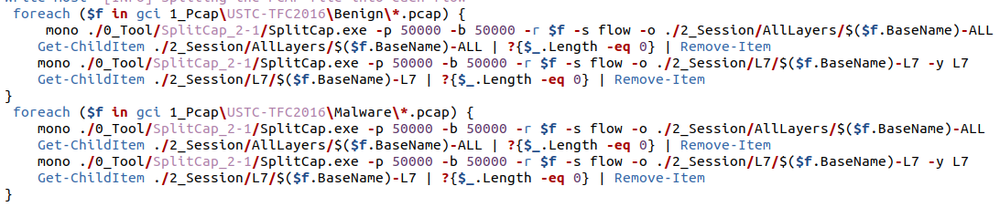 foreach ($f in gci 1_Pcap\USTC-TFC2016\Benign\*.pcap) {
mono ./0_Tool/SplitCap_2-1/SplitCap.exe -p 50000 -b 50000 -r $f -s flow -o ./2_Session/AllLayers/$($f.BaseName)-ALL
Get-ChildItem ./2_Session/AllLayers/$($f.BaseName)-ALL | ?{$_.Length -eq 0} | Remove-Item
mono ./0_Tool/SplitCap_2-1/SplitCap.exe -p 50000 -b 50000 -r $f -s flow -o ./2_Session/L7/$($f.BaseName)-L7 -y L7
Get-ChildItem ./2_Session/L7/$($f.BaseName)-L7 | ?{$_.Length -eq 0} | Remove-Item
}
foreach ($f in gci 1_Pcap\USTC-TFC2016\Malware\*.pcap) {
mono ./0_Tool/SplitCap_2-1/SplitCap.exe -p 50000 -b 50000 -r $f -s flow -o ./2_Session/AllLayers/$($f.BaseName)-ALL
Get-ChildItem ./2_Session/AllLayers/$($f.BaseName)-ALL | ?{$_.Length -eq 0} | Remove-Item
mono ./0_Tool/SplitCap_2-1/SplitCap.exe -p 50000 -b 50000 -r $f -s flow -o ./2_Session/L7/$($f.BaseName)-L7 -y L7
Get-ChildItem ./2_Session/L7/$($f.BaseName)-L7 | ?{$_.Length -eq 0} | Remove-Item
}